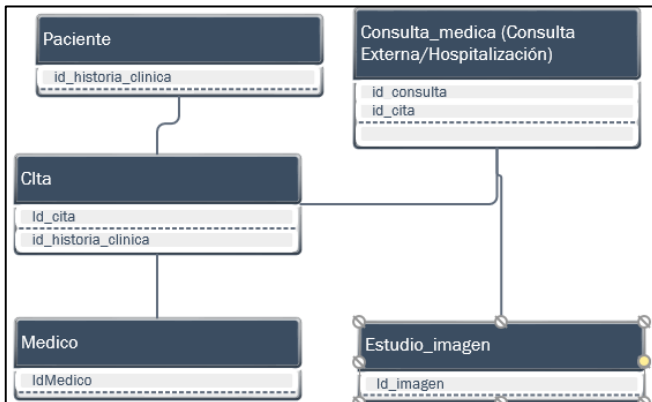 Paciente
id_historia_clinica
Consulta_medica (Consulta
Externa/Hospitalización)
id_consulta
id_cita
CIta
Id_cita
id_historia_clinica
Medico
IdMedico
Estudio_imagen
Id_imagen